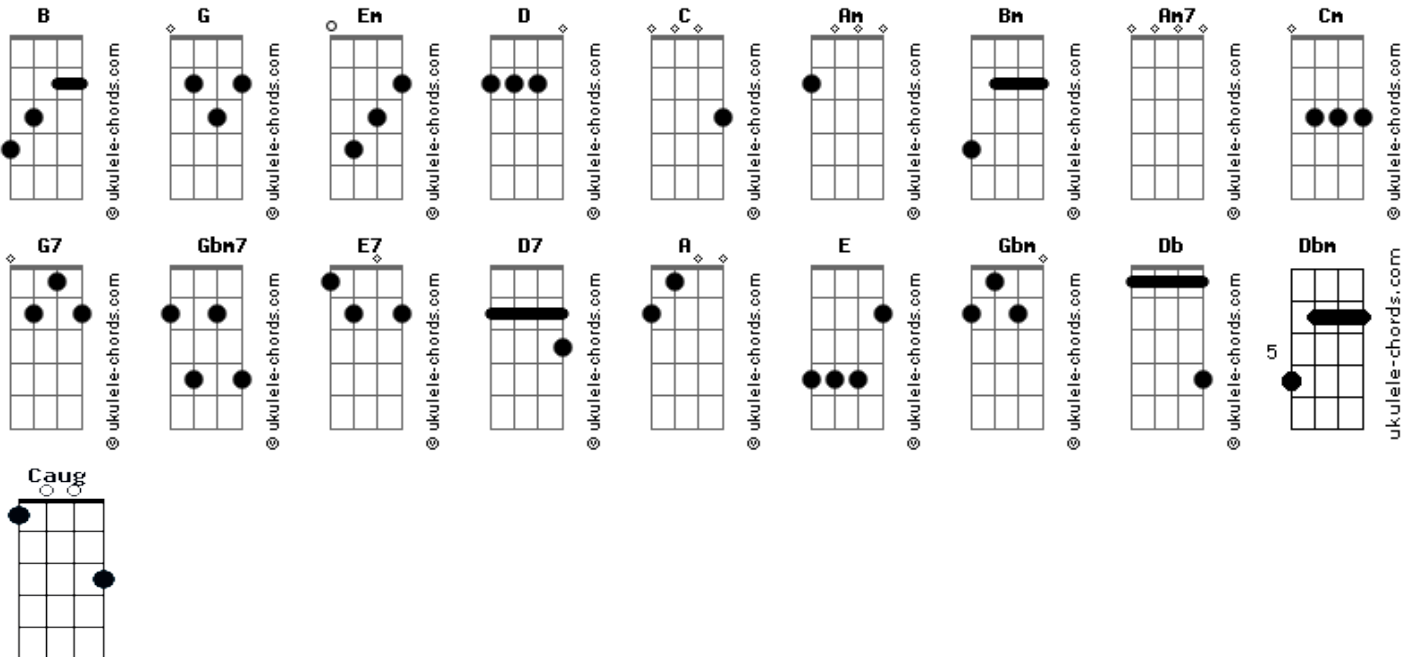 B G Em D C Am Bm Am7 Cm
© ukulele-chords.com © ukulele-chords.com © ukulele-chords.com © ukulele-chords.com © ukulele-chords.com © ukulele-chords.com © ukulele-chords.com © ukulele-chords.com © ukulele-chords.com
G7 Gbm7 E7 D7 A E Gbm Db Dbm
© ukulele-chords.com © ukulele-chords.com © ukulele-chords.com © ukulele-chords.com © ukulele-chords.com © ukulele-chords.com © ukulele-chords.com © ukulele-chords.com 5 ukulele-chords.com
Caug